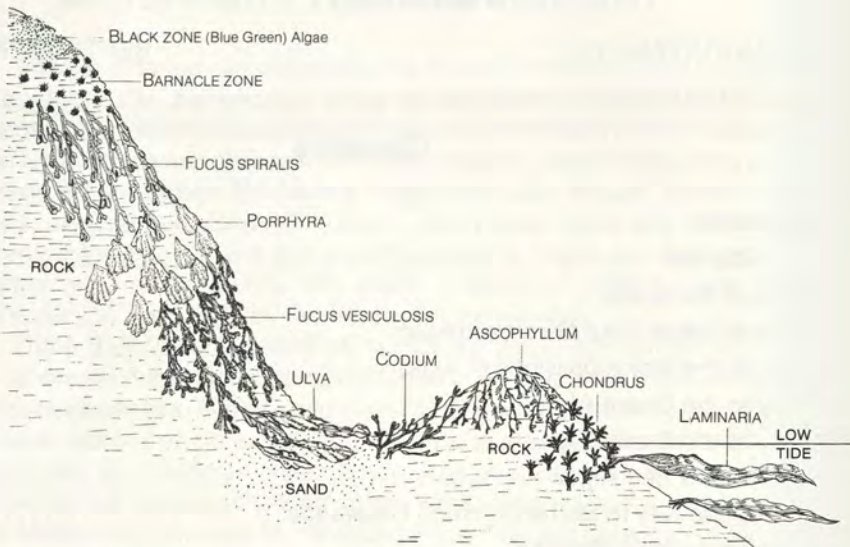 BLACK ZONE (Blue Green) Algae
BARNACLE ZONE
FUCUS SPIRALIS
PORPHYRA
ROCK
FUCUS VESICULOSIS
ASCOPHYLLUM
CODIUM
ULVA
CHONDRUS
LAMINARIA
LOW
TIDE
ROCK
SAND